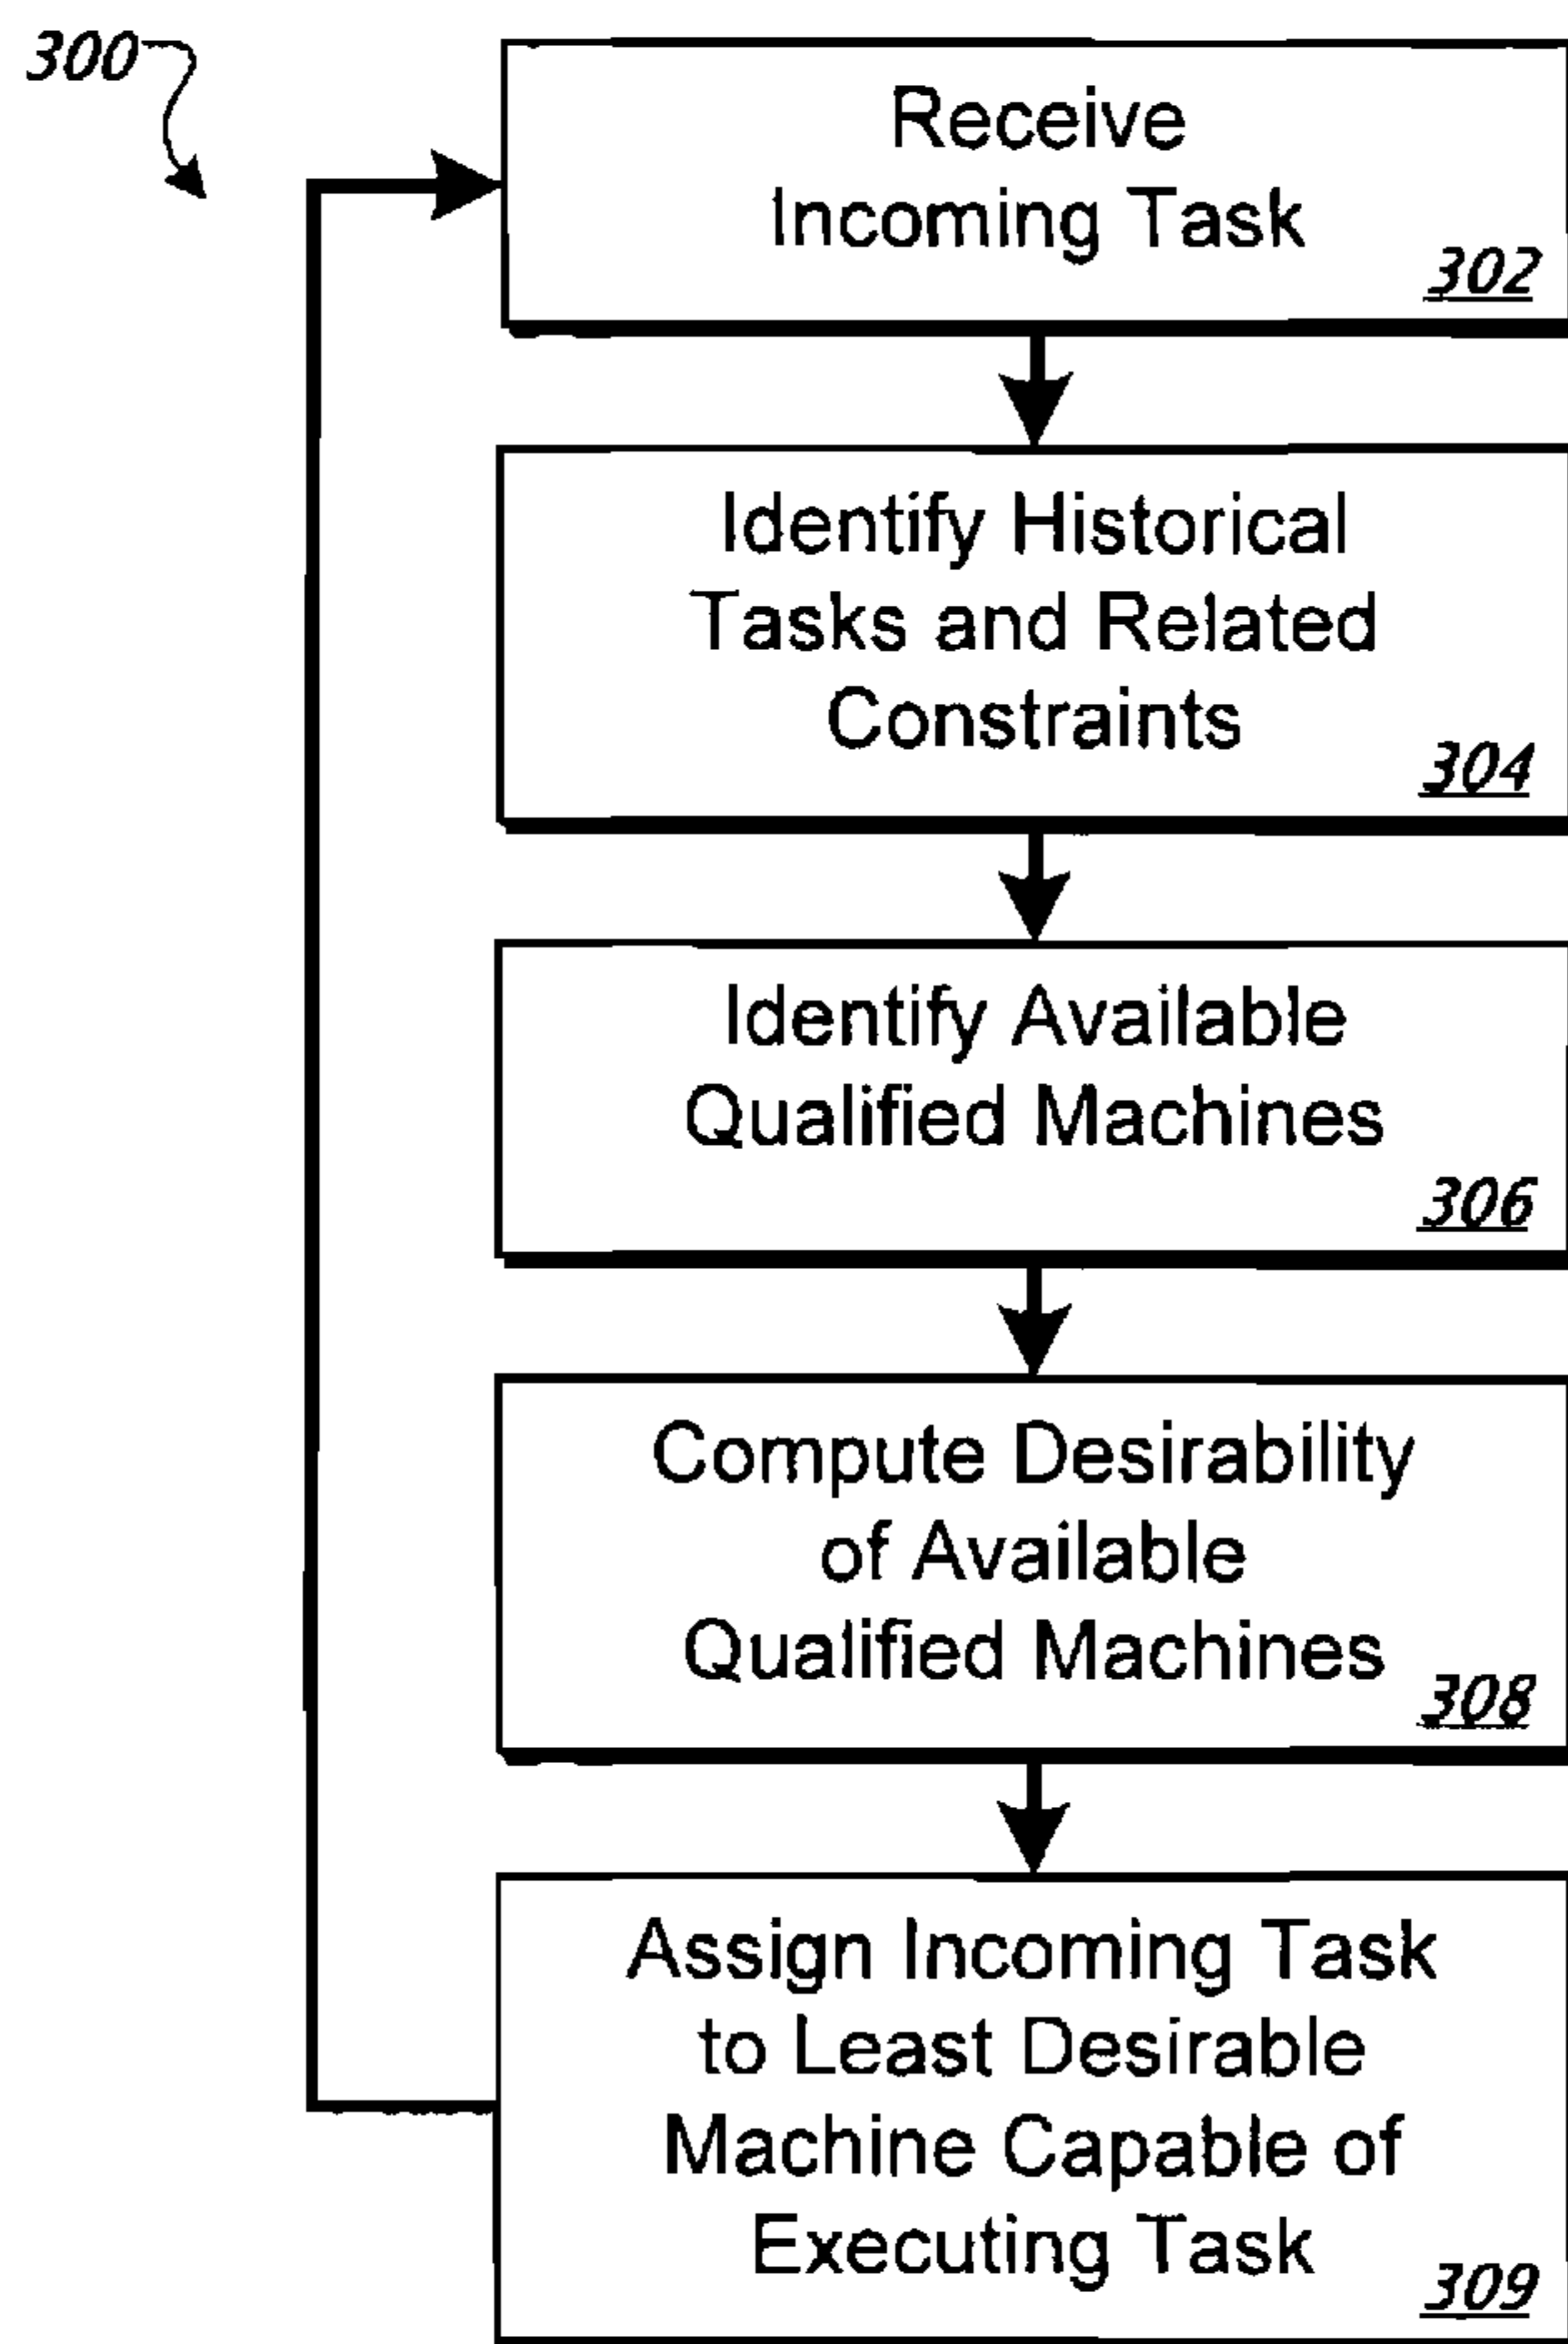 300
Receive
Incoming Task
302
Identify Historical
Tasks and Related
Constraints
304
Identify Available
Qualified Machines
306
Compute Desirability
of Available
Qualified Machines
308
Assign Incoming Task
to Least Desirable
Machine Capable of
Executing Task
309